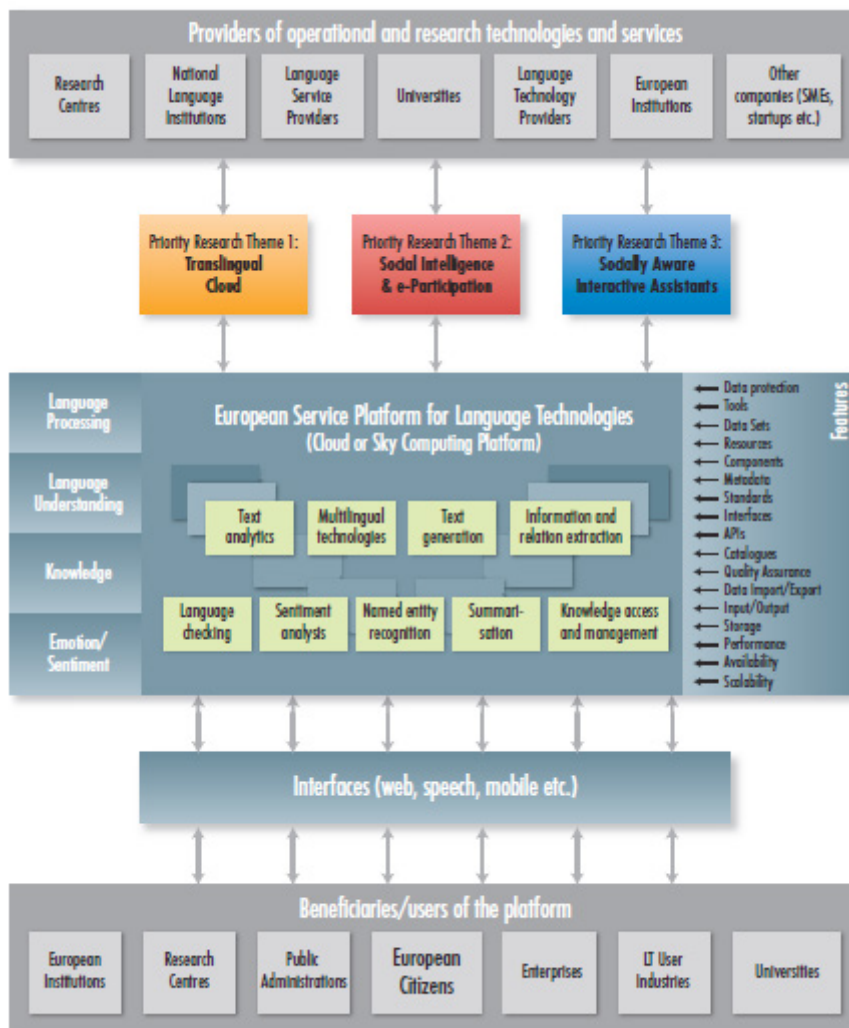 Providers of operational and research technologies and services
Research
Centres
National
Language
Institutions
Language
Service
Providers
Universities
Language
Technology
Providers
European
Institutions
Other
companies (SMEs,
startups etc.)
Priority Research Theme 1:
Translingual
Cloud
Priority Research Theme 2:
Social Intelligence
& e-Participation
Priority Research Theme 3:
Socially Aware
Interactive Assistants
Language
Processing
Language
Understanding
Knowledge
Emotion/
Sentiment
European Service Platform for Language Technologies
(Cloud or Sky Computing Platform)
Text
analytics
Multilingual
technologies
Text
generation
Information and
relation extraction
Language
checking
Sentiment
analysis
Named entity
recognition
Summari-
sation
Knowledge access
and management
Features
Data protection
Tools
Data Sets
Resources
Components
Metadata
Standards
Interfaces
APIs
Catalogues
Quality Assurance
Data Import/Export
Input/Output
Storage
Performance
Availability
Scalability
Interfaces (web, speech, mobile etc.)
Beneficiaries/users of the platform
European
Institutions
Research
Centres
Public
Administrations
European
Citizens
Enterprises
LT User
Industries
Universities